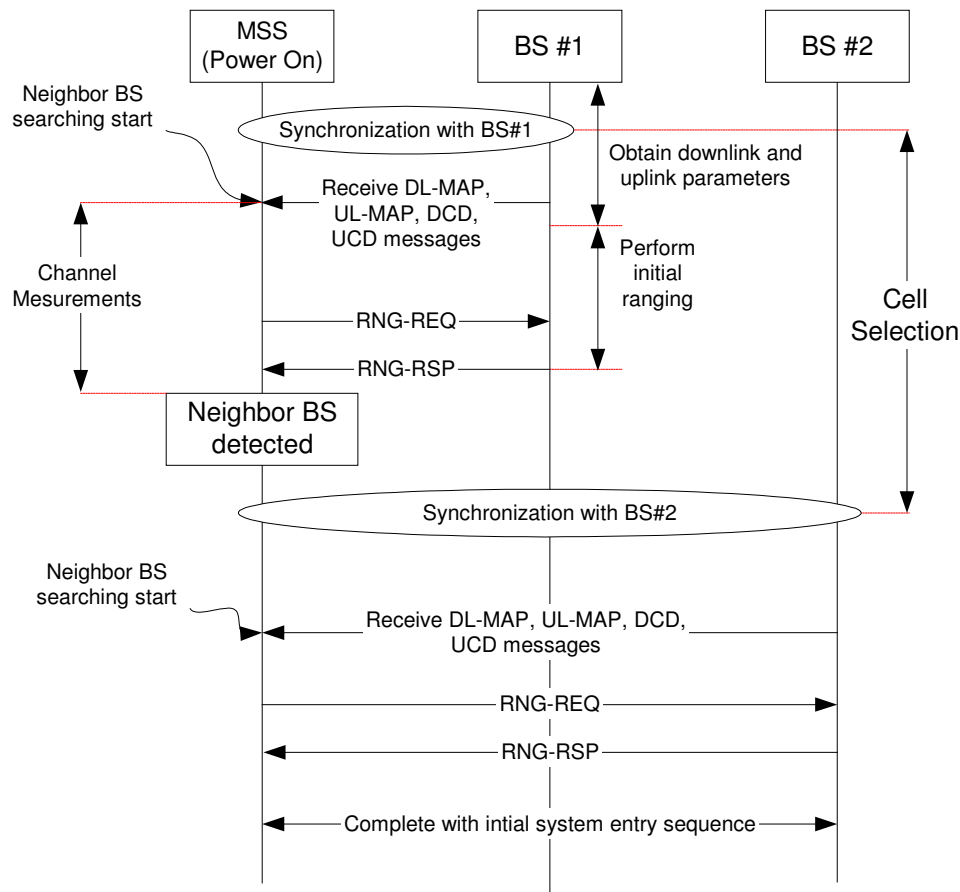 MSS
(Power On)
BS #1
BS #2
Neighbor BS
searching start
Synchronization with BS#1
Obtain downlink and
uplink parameters
Receive DL-MAP,
UL-MAP, DCD,
UCD messages
Perform
initial
ranging
Channel
Mesurements
Cell
Selection
RNG-REQ
RNG-RSP
Neighbor BS
detected
Synchronization with BS#2
Neighbor BS
searching start
Receive DL-MAP, UL-MAP, DCD,
UCD messages
RNG-REQ
RNG-RSP
Complete with intial system entry sequence